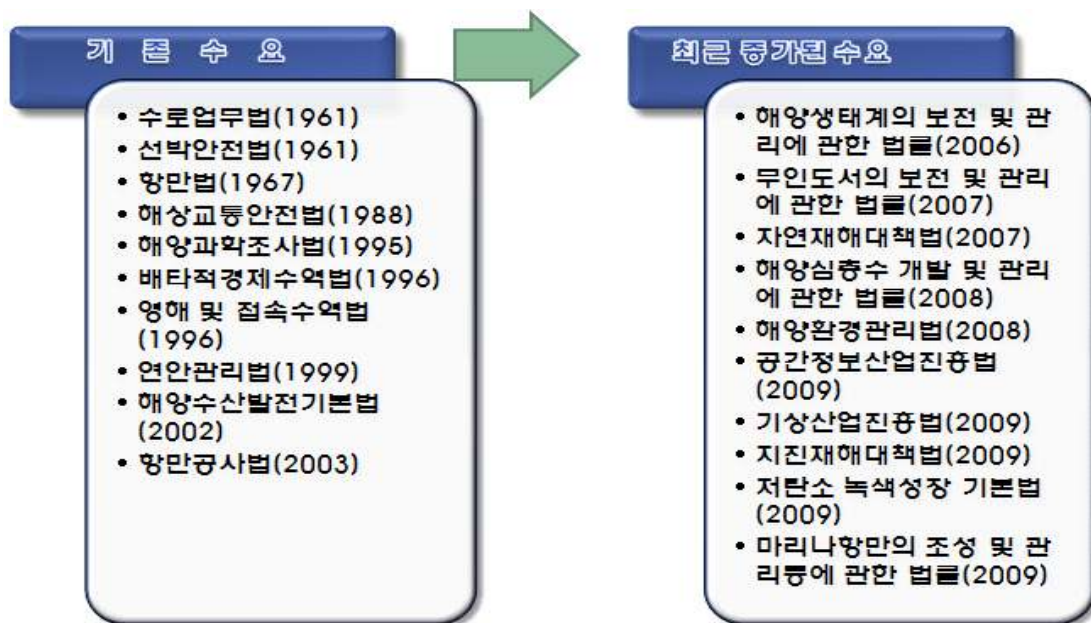 기 존 수 요
• 수로업무법(1961)
• 선박안전법(1961)
• 항만법(1967)
• 해상교통안전법(1988)
• 해양과학조사법(1995)
• 배타적경제수역법(1996)
• 영해 및 접속수역법
(1996)
• 연안관리법(1999)
• 해양수산발전기본법
(2002)
• 항만공사법(2003)
최근 증가된 수요
• 해양생태계의 보전 및 관
리에 관한 법률(2006)
• 무인도서의 보전 및 관리
에 관한 법률(2007)
• 자연재해대책법(2007)
• 해양심층수 개발 및 관리
에 관한 법률(2008)
• 해양환경관리법(2008)
• 공간정보산업진흥법
(2009)
• 기상산업진흥법(2009)
• 지진재해대책법(2009)
• 저탄소 녹색성장 기본법
(2009)
• 마리나항만의 조성 및 관
리등에 관한 법률(2009)